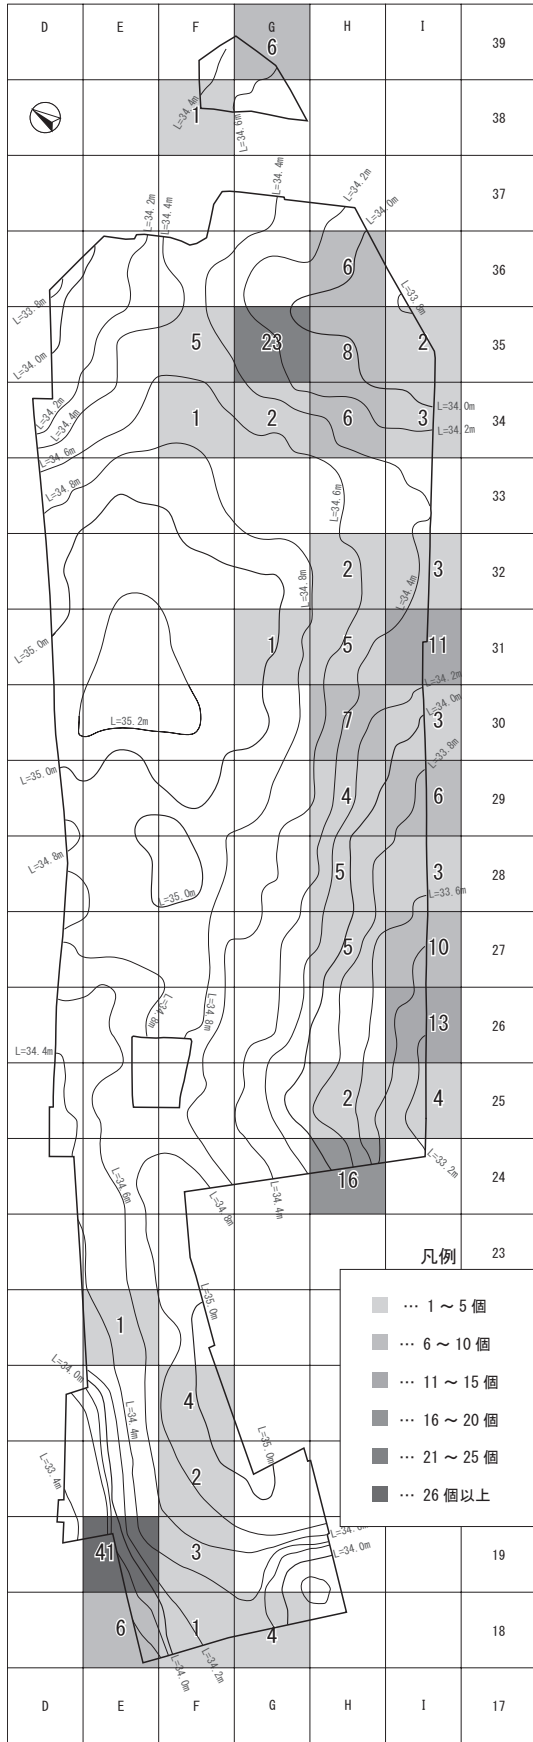 D E F G H I
6 39
L=34.4m 1 L=34.6m 38
L=34.2m L=34.4m L=34.4m L=34.2m L=34.0m 37
6 36
L=33.8m L=33.8m
5 23 8 2 35
L=34.0m L=34.0m
L=34.2m 1 2 6 3 34
L=34.4m L=34.2m
L=34.6m
L=34.8m L=34.6m 33
2 3 32
L=34.8m L=34.4m
L=35.0m 1 5 11 31
L=34.2m
L=35.2m 7 L=34.0m 3 30
L=35.0m L=33.8m
4 6 29
L=34.8m 5 3 28
L=35.0m L=33.6m
5 10 27
L=34.8m L=34.8m 13 26
L=34.4m
2 4 25
L=34.6m L=34.8m L=34.4m 16 L=33.2m 24
凡例 23
L=35.0m
1
… 1 ～ 5 個
… 6 ～ 10 個
… 11 ～ 15 個
… 16 ～ 20 個
… 21 ～ 25 個
… 26 個以上
L=34.0m L=34.4m 4 L=35.0m
L=33.4m 2
41 3 L=34.0m 19
6 1 4 18
L=34.0m L=34.2m
D E F G H I 17